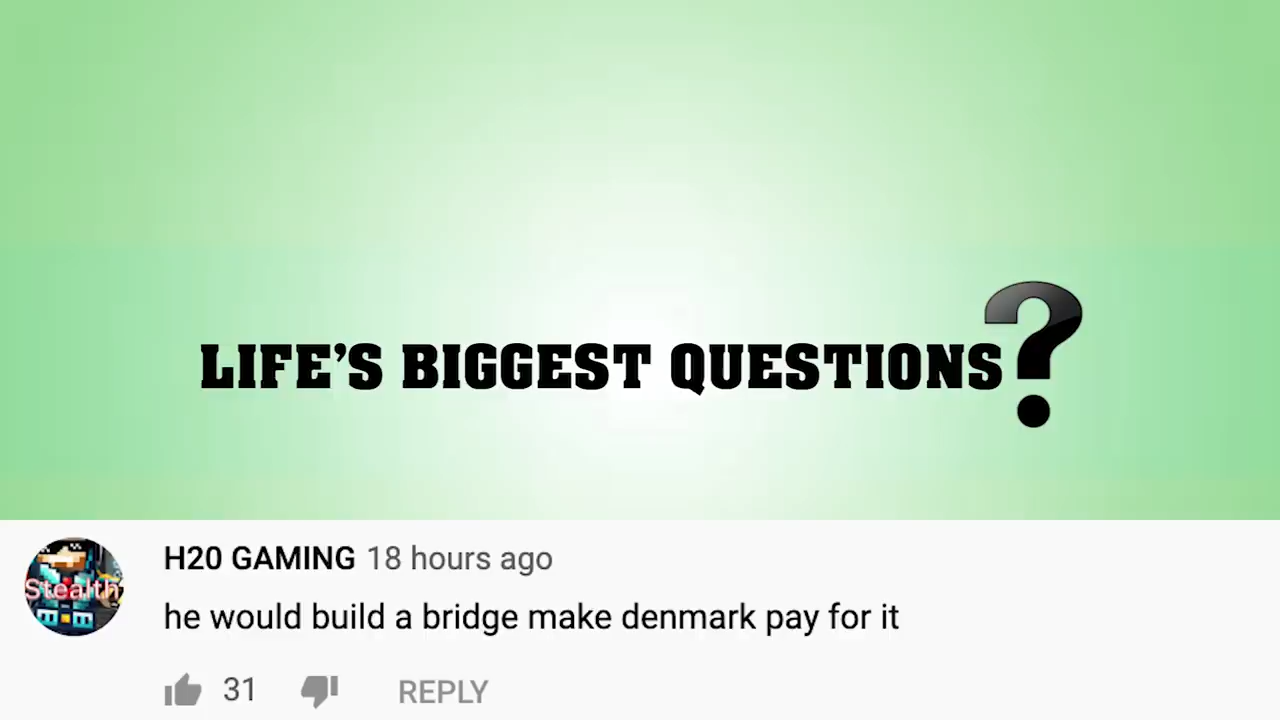 LIFE'S BIGGEST QUESTIONS?
Stealth
H20 GAMING 18 hours ago
he would build a bridge make denmark pay for it
31 REPLY